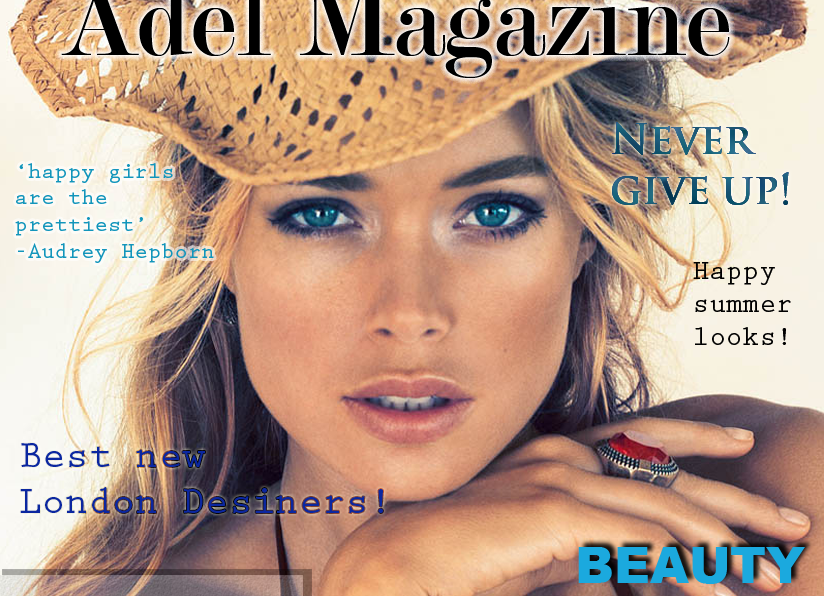 Adel Magazine
NEVER
GIVE UP!
'happy girls
are the
prettiest'
-Audrey Hepborn
Happy
summer
looks!
Best new
London Desiners!
BEAUTY